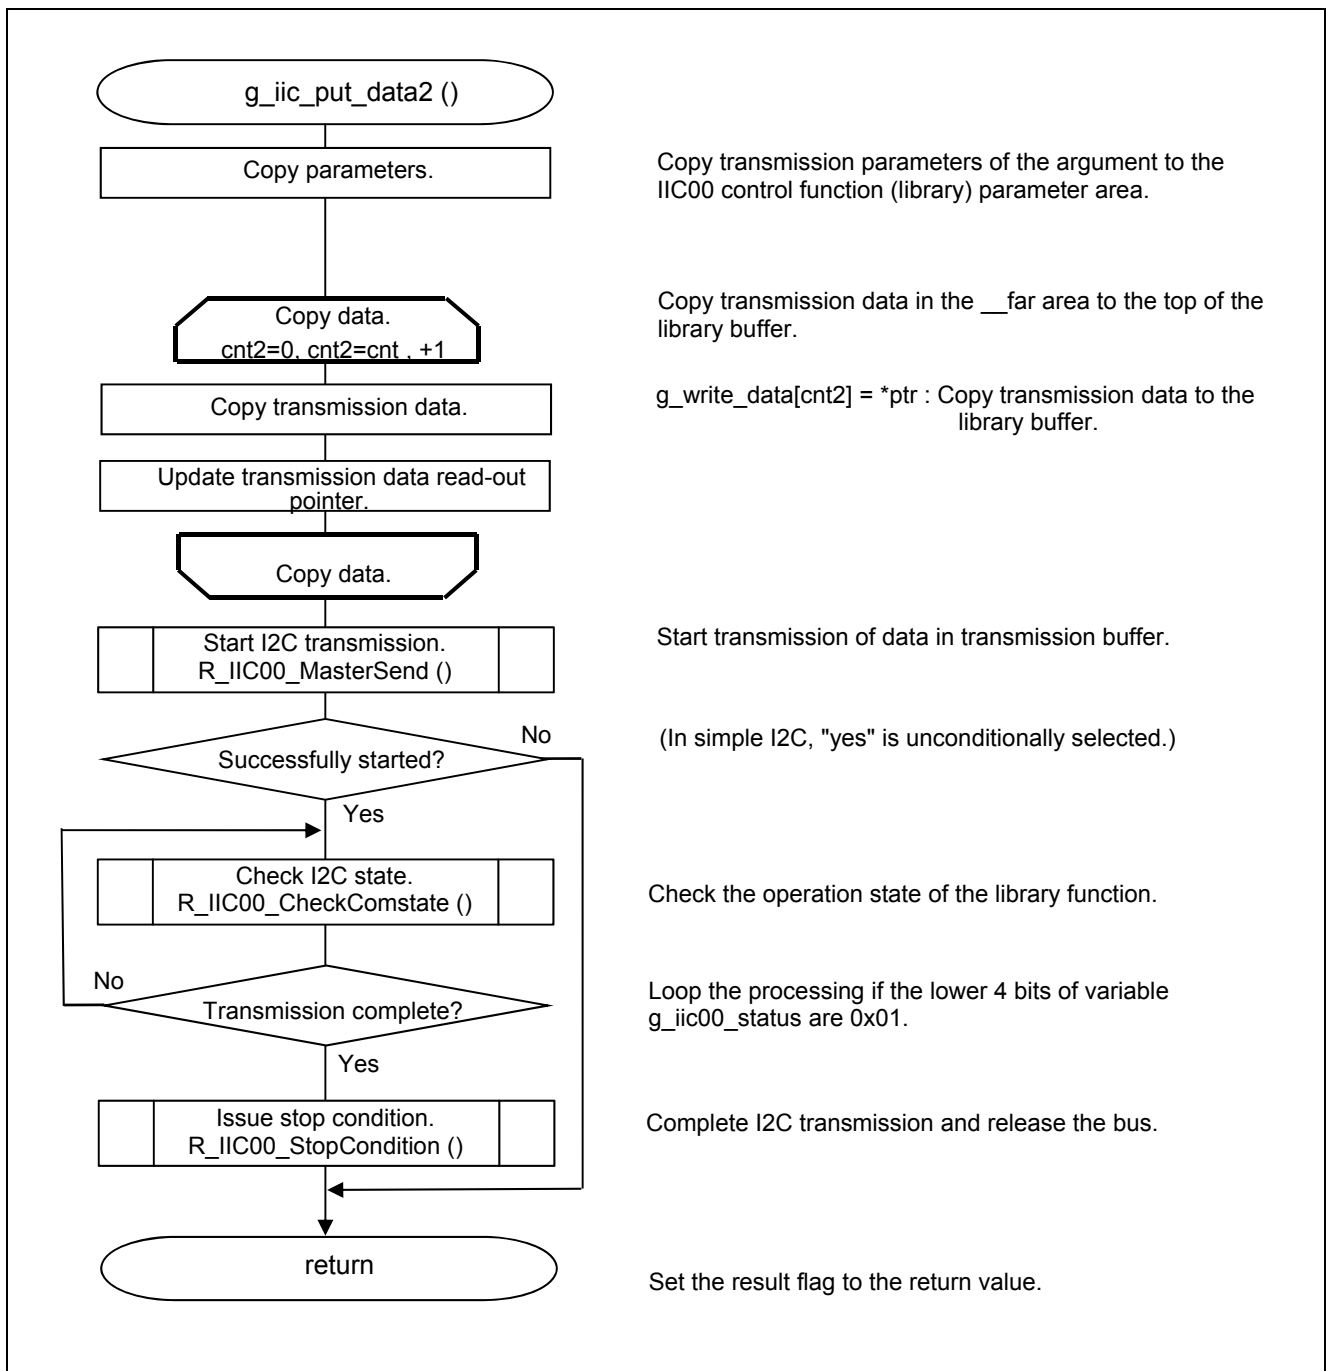 g_iic_put_data2 ()
Copy parameters.
Copy transmission parameters of the argument to the
IIC00 control function (library) parameter area.
Copy data.
cnt2=0, cnt2=cnt , +1
Copy transmission data in the __far area to the top of the
library buffer.
Copy transmission data.
g_write_data[cnt2] = *ptr : Copy transmission data to the
library buffer.
Update transmission data read-out
pointer.
Copy data.
Start I2C transmission.
R_IIC00_MasterSend ()
Start transmission of data in transmission buffer.
Successfully started?
No
(In simple I2C, "yes" is unconditionally selected.)
Yes
Check I2C state.
R_IIC00_CheckComstate ()
Check the operation state of the library function.
No
Transmission complete?
Loop the processing if the lower 4 bits of variable
g_iic00_status are 0x01.
Yes
Issue stop condition.
R_IIC00_StopCondition ()
Complete I2C transmission and release the bus.
return
Set the result flag to the return value.